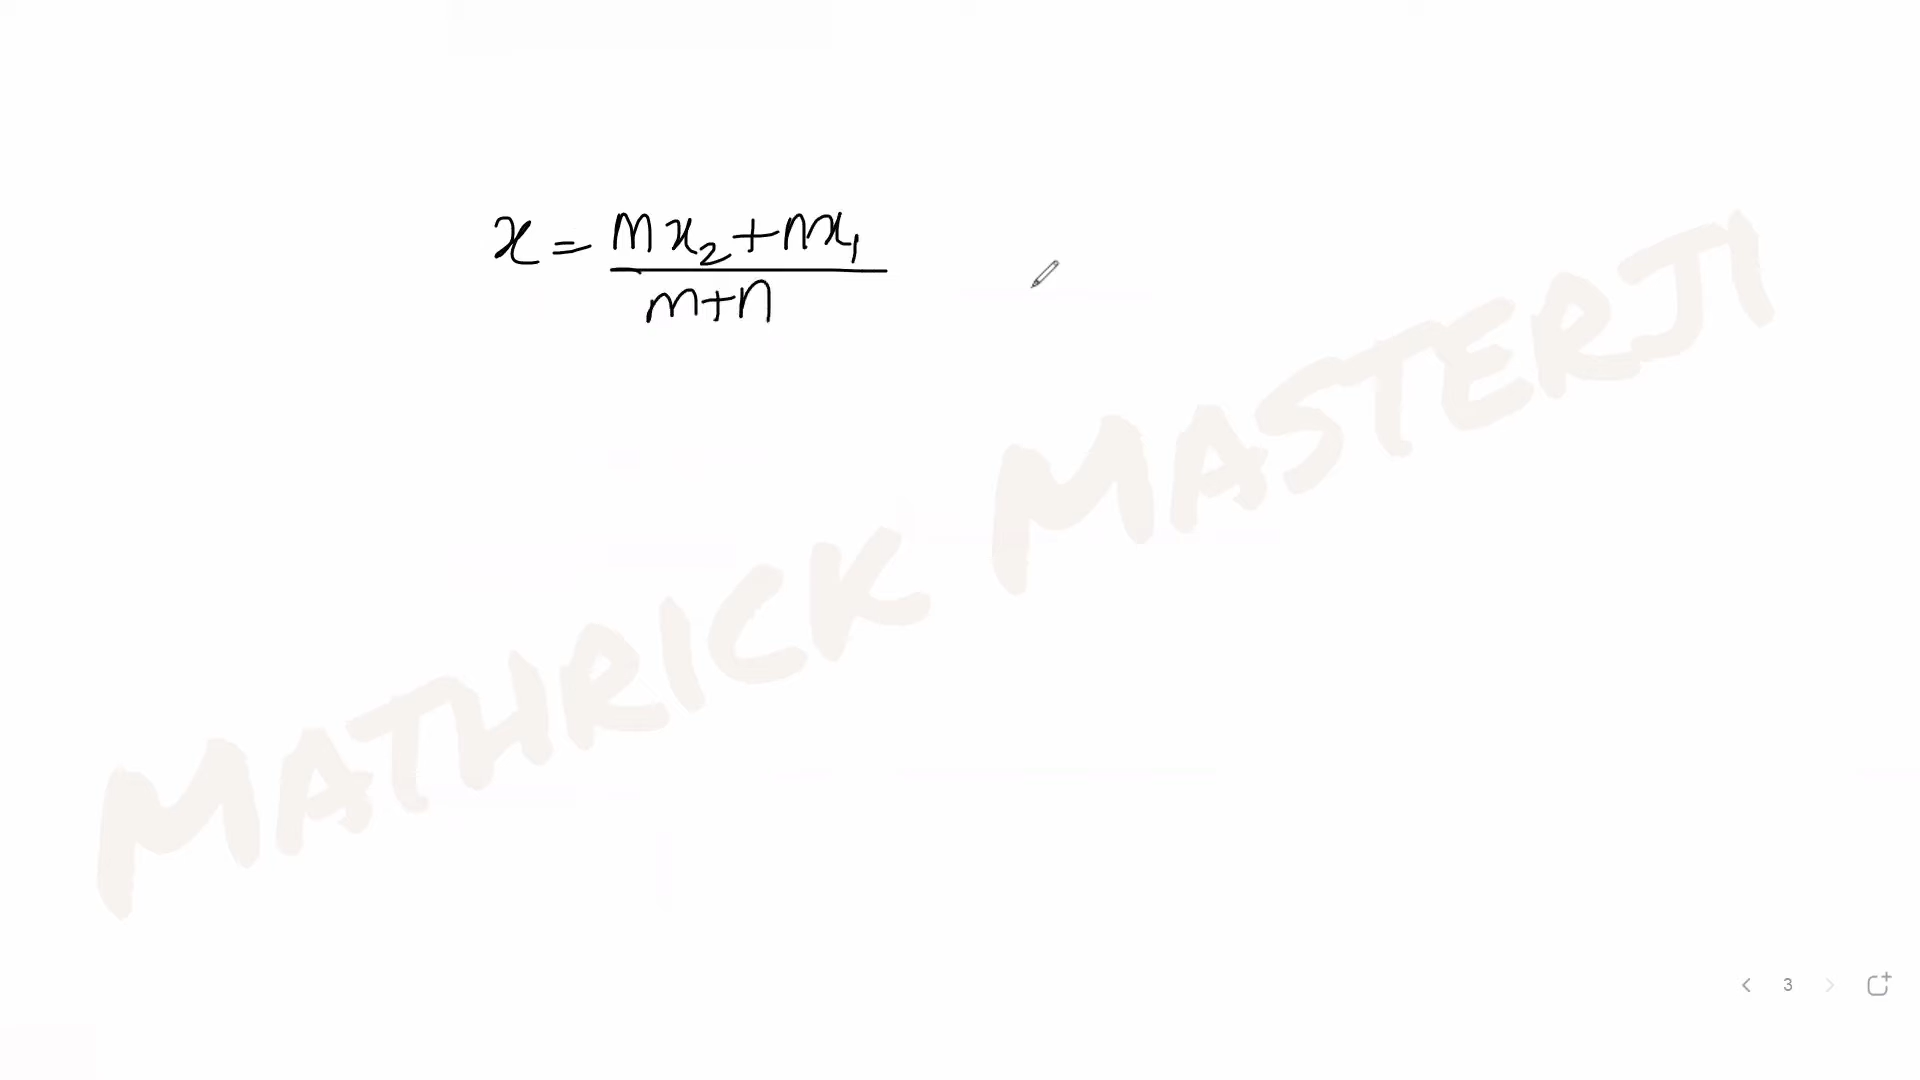 x = (mx₂ + nx₁)/(m+n)
MATHRICK MASTERJI
3